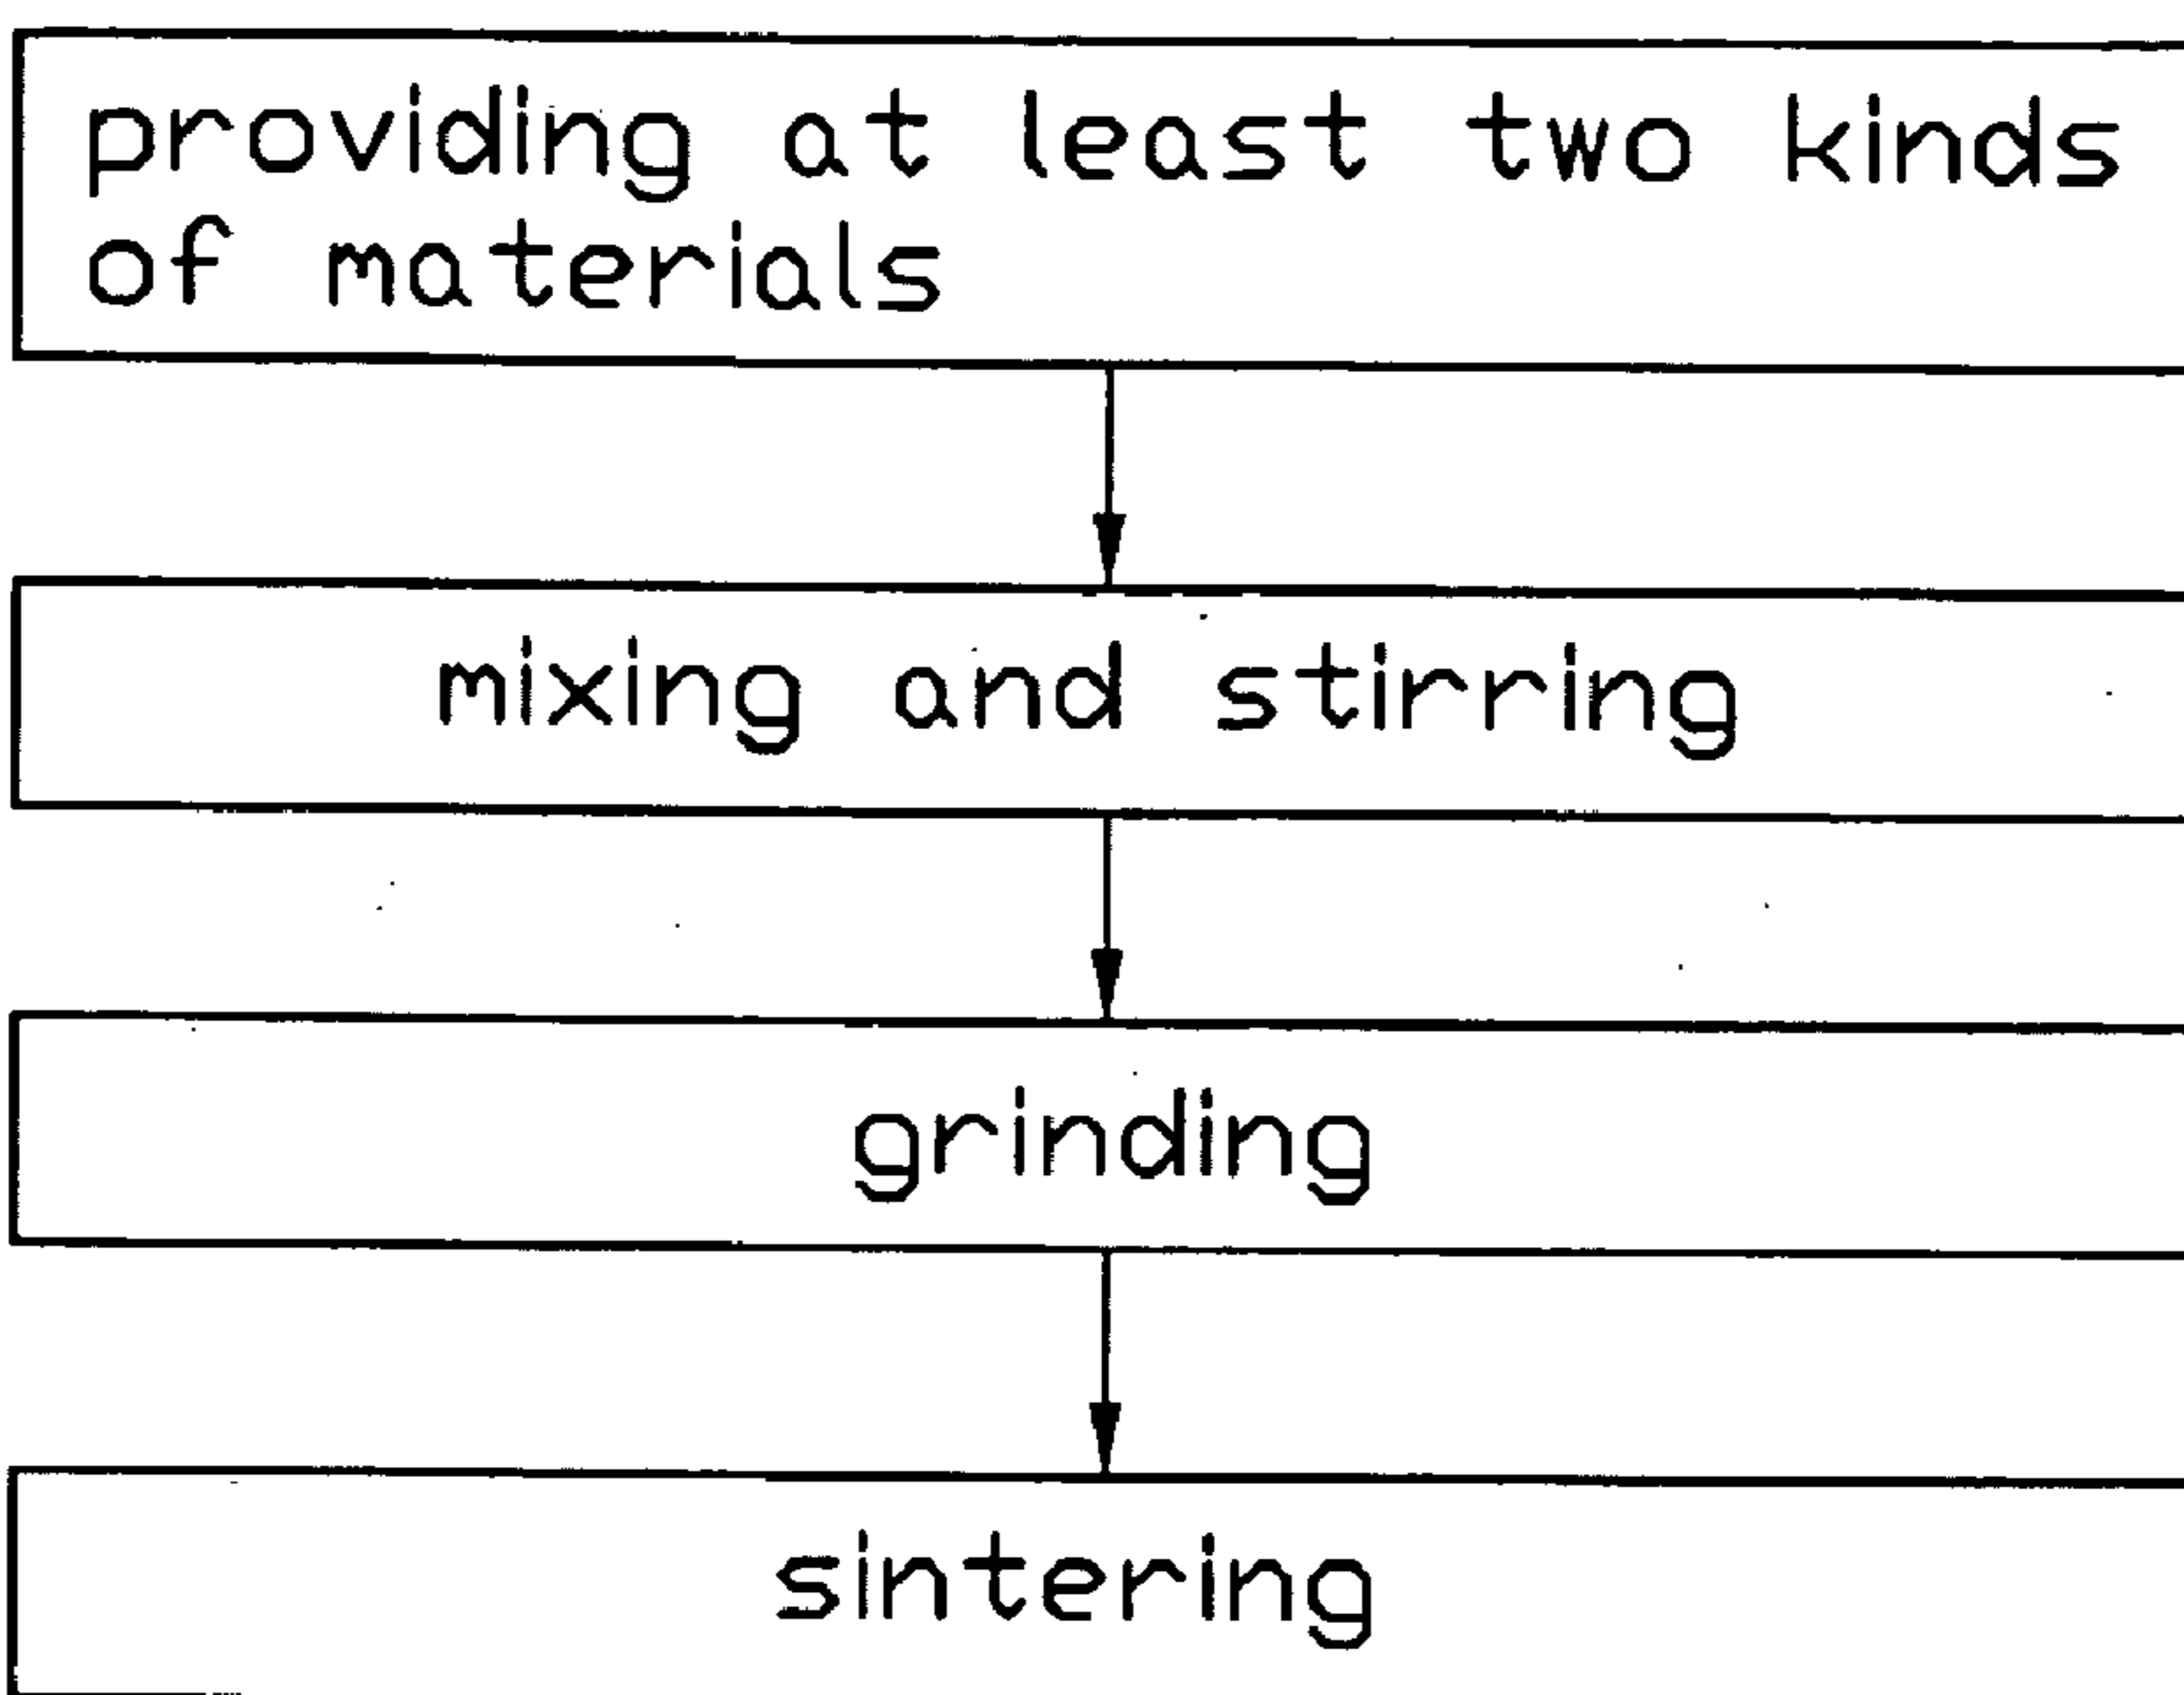 providing at least two kinds
of materials
mixing and stirring
grinding
sintering